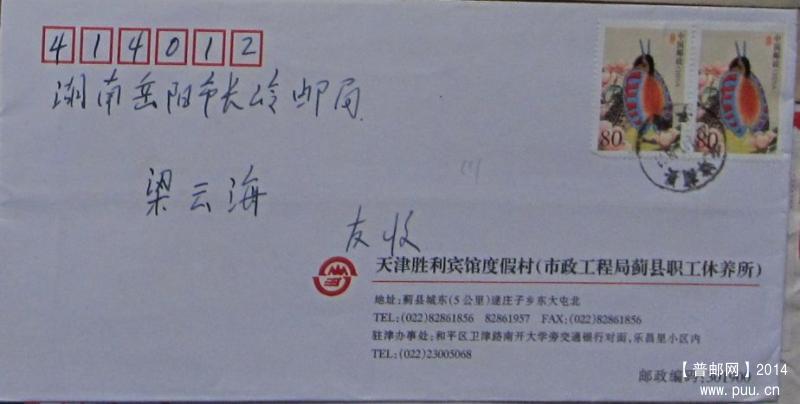 414012
湖南岳阳市长岭邮局
梁云海
友收
中国邮政 CHINA
80
中国邮政 CHINA
80
天津胜利宾馆度假村(市政工程局蓟县职工休养所)
地址:蓟县城东(5公里)逯庄子乡东大屯北
TEL:(022)82861856 82861957 FAX:(022)82861856
驻津办事处:和平区卫津路南开大学旁交通银行对面,乐昌里小区内
TEL:(022)23005068
邮政编码:301900
【普邮网】2014
www.puu.cn